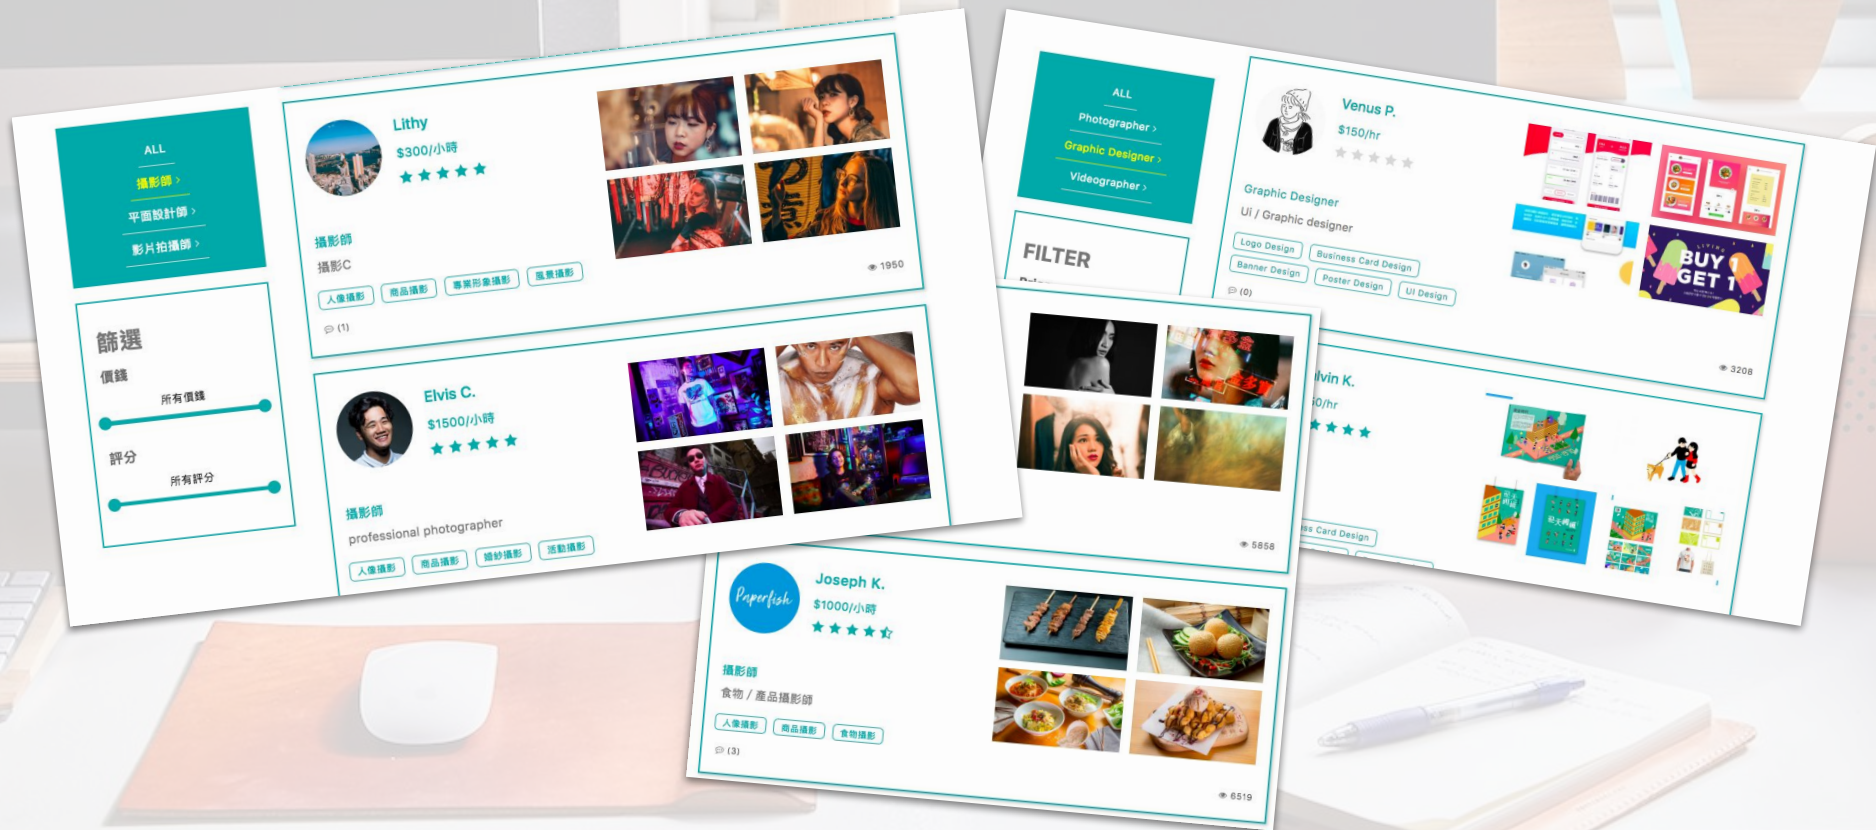 ALL
攝影師 ›
平面設計師 ›
影片拍攝師 ›
篩選
價錢
所有價錢
評分
所有評分
Lithy
$300/小時
攝影師
攝影C
人像攝影
商品攝影
專業形象攝影
風景攝影
(1)
1950
Elvis C.
$1500/小時
攝影師
professional photographer
人像攝影
商品攝影
婚紗攝影
活動攝影
ALL
Photographer ›
Graphic Designer ›
Videographer ›
FILTER
Venus P.
$150/hr
Graphic Designer
Ui / Graphic designer
Logo Design
Business Card Design
Banner Design
Poster Design
UI Design
(0)
LIVING
BUY
GET 1
3208
lvin K.
0/hr
ss Card Design
5858
Paperfish
Joseph K.
$1000/小時
攝影師
食物 / 產品攝影師
人像攝影
商品攝影
食物攝影
(3)
6519